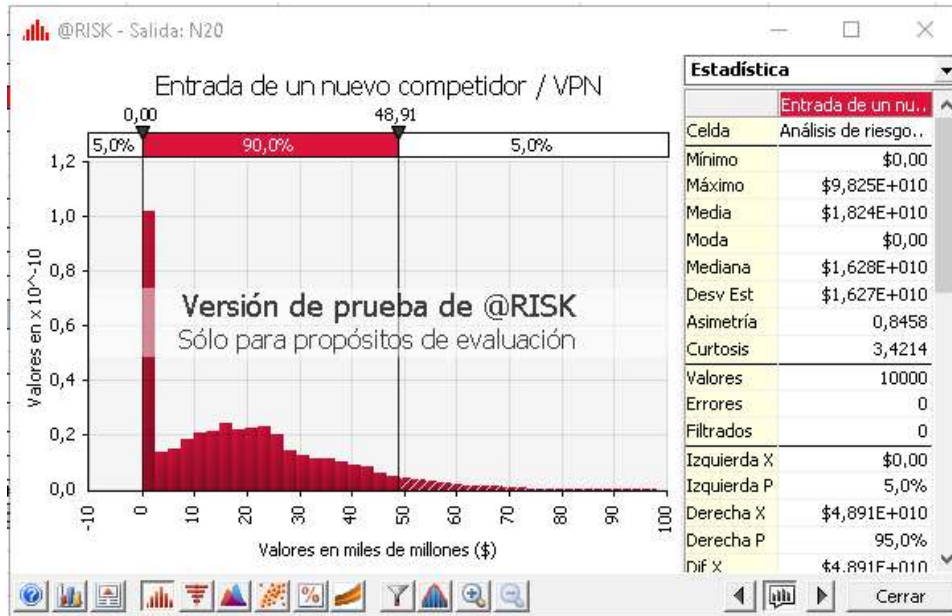 @RISK - Salida: N20
Entrada de un nuevo competidor / VPN
0,00 48,91
5,0% 90,0% 5,0%
1,2
1,0
0,8
0,6
0,4
0,2
0,0
Valores en x 10^-10
Versión de prueba de @RISK
Sólo para propósitos de evaluación
-10 0 10 20 30 40 50 60 70 80 90 100
Valores en miles de millones ($)
Estadística
Entrada de un nu..
Celda Análisis de riesgo..
Mínimo $0,00
Máximo $9,825E+010
Media $1,824E+010
Moda $0,00
Mediana $1,628E+010
Desv Est $1,627E+010
Asimetría 0,8458
Curtosis 3,4214
Valores 10000
Errores 0
Filtrados 0
Izquierda X $0,00
Izquierda P 5,0%
Derecha X $4,891E+010
Derecha P 95,0%
Dif X $4,891E+010
Cerrar